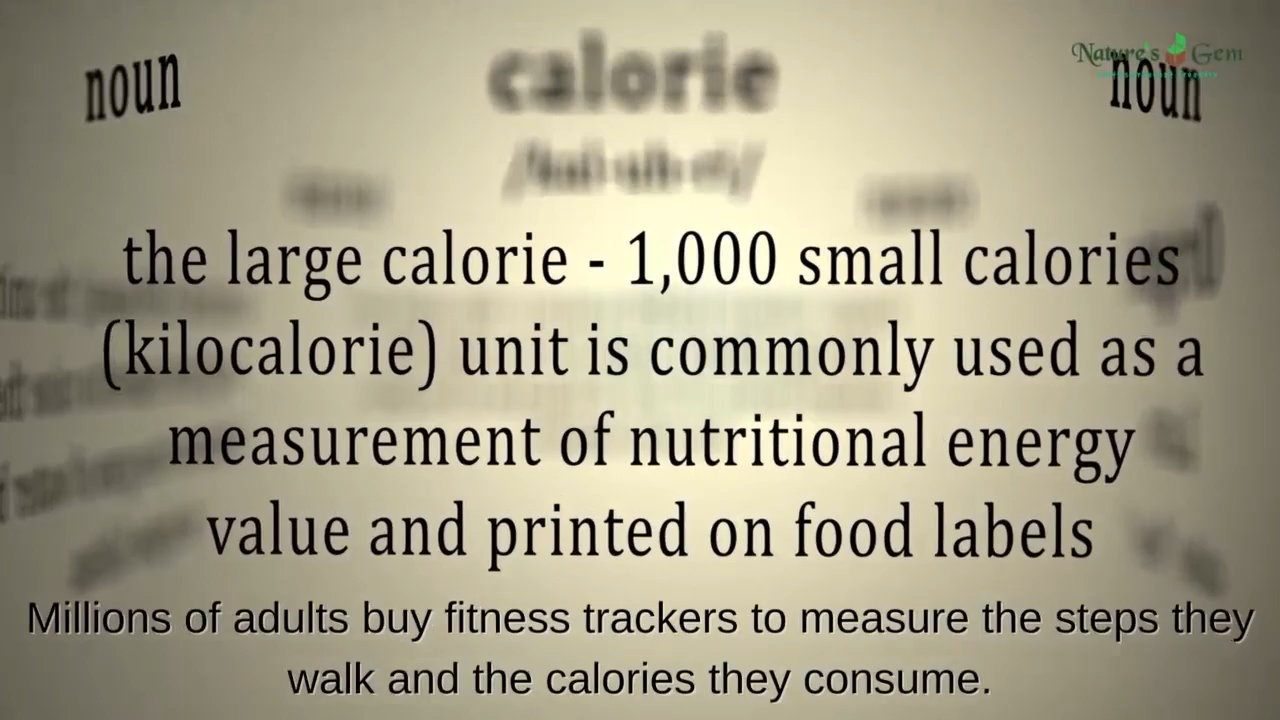 Nature's Gem
noun
calorie
noun
the large calorie - 1,000 small calories
(kilocalorie) unit is commonly used as a
measurement of nutritional energy
value and printed on food labels
Millions of adults buy fitness trackers to measure the steps they
walk and the calories they consume.